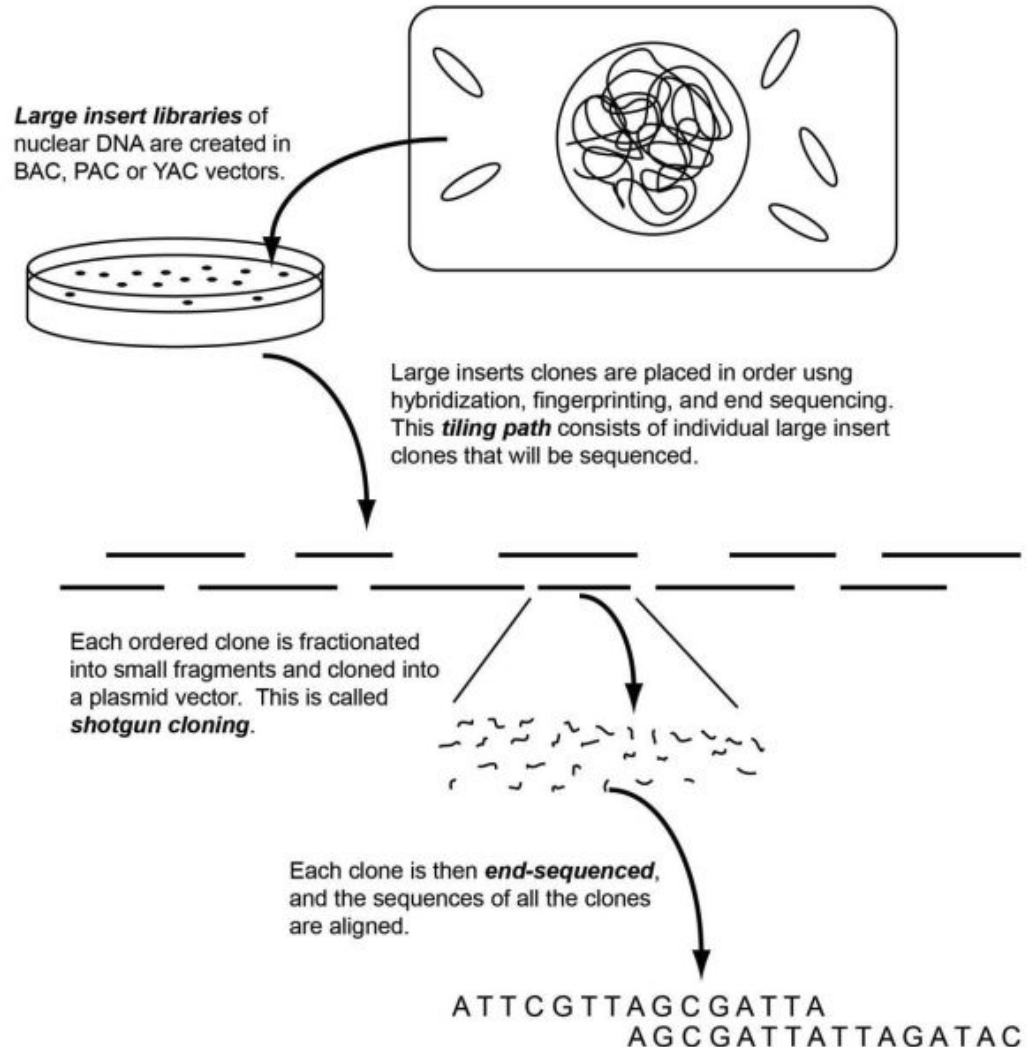 Large insert libraries of
nuclear DNA are created in
BAC, PAC or YAC vectors.
Large inserts clones are placed in order usng
hybridization, fingerprinting, and end sequencing.
This tiling path consists of individual large insert
clones that will be sequenced.
Each ordered clone is fractionated
into small fragments and cloned into
a plasmid vector.  This is called
shotgun cloning.
Each clone is then end-sequenced,
and the sequences of all the clones
are aligned.
ATTCGTTAGCGATTA
AGCGATTATTAGATAC